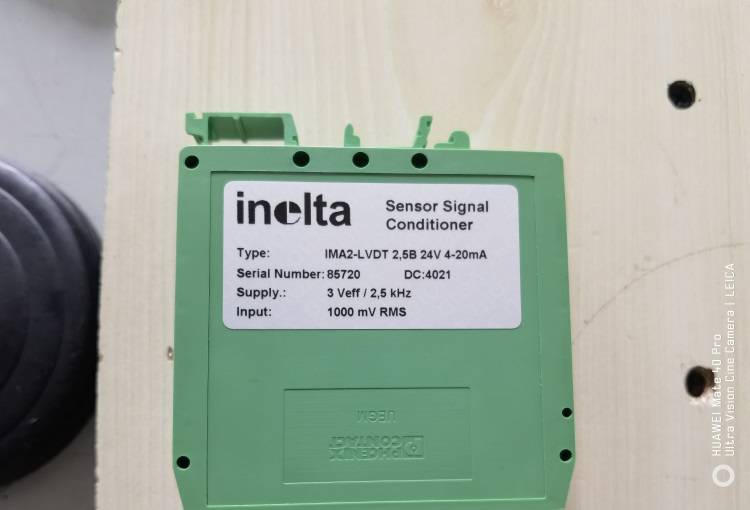 inelta
Sensor Signal
Conditioner
Type: IMA2-LVDT 2,5B 24V 4-20mA
Serial Number: 85720 DC:4021
Supply.: 3 Veff / 2,5 kHz
Input: 1000 mV RMS
UEGM
PHOENIX
CONTACT
HUAWEI Mate 40 Pro
Ultra Vision Cine Camera | LEICA